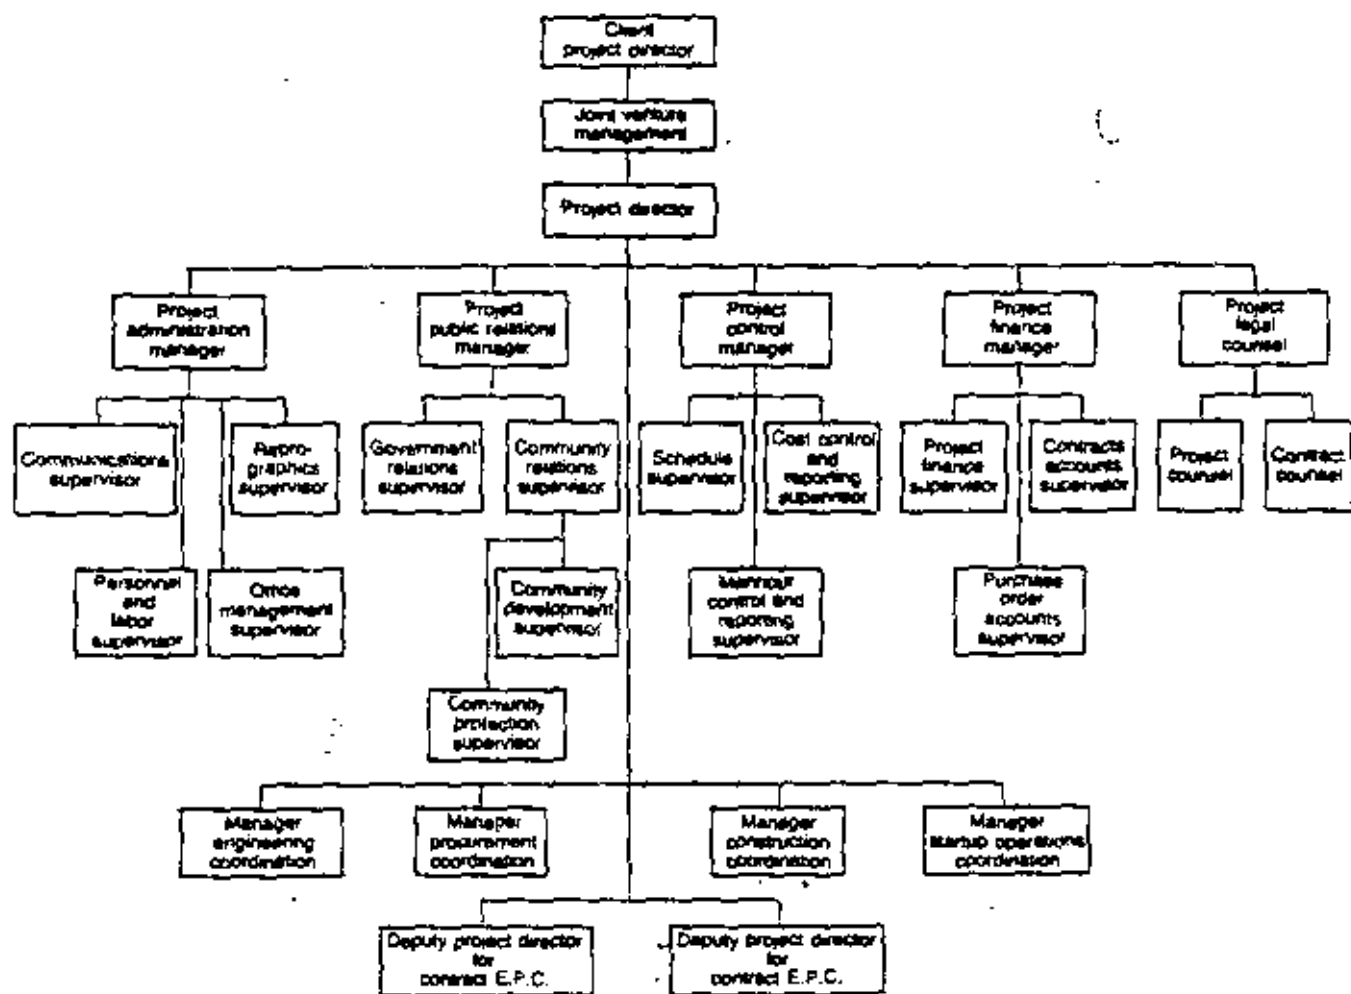 Client
project director
Joint venture
management
Project director
Project
administration
manager
Project
public relations
manager
Project
control
manager
Project
finance
manager
Project
legal
counsel
Communications
supervisor
Repro-
graphics
supervisor
Government
relations
supervisor
Community
relations
supervisor
Schedule
supervisor
Cost control
and
reporting
supervisor
Project
finance
supervisor
Contracts
accounts
supervisor
Project
counsel
Contract
counsel
Personnel
and
labor
supervisor
Office
management
supervisor
Community
development
supervisor
Manhour
control and
reporting
supervisor
Purchase
order
accounts
supervisor
Community
protection
supervisor
Manager
engineering
coordination
Manager
procurement
coordination
Manager
construction
coordination
Manager
startup operations
coordination
Deputy project director
for
contract E.P.C.
Deputy project director
for
contract E.P.C.